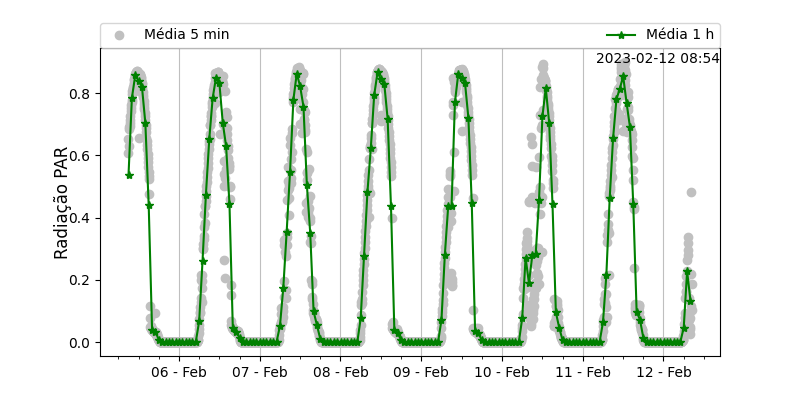 Média 5 min
Média 1 h
2023-02-12 08:54
Radiação PAR
0.8
0.6
0.4
0.2
0.0
06 - Feb
07 - Feb
08 - Feb
09 - Feb
10 - Feb
11 - Feb
12 - Feb